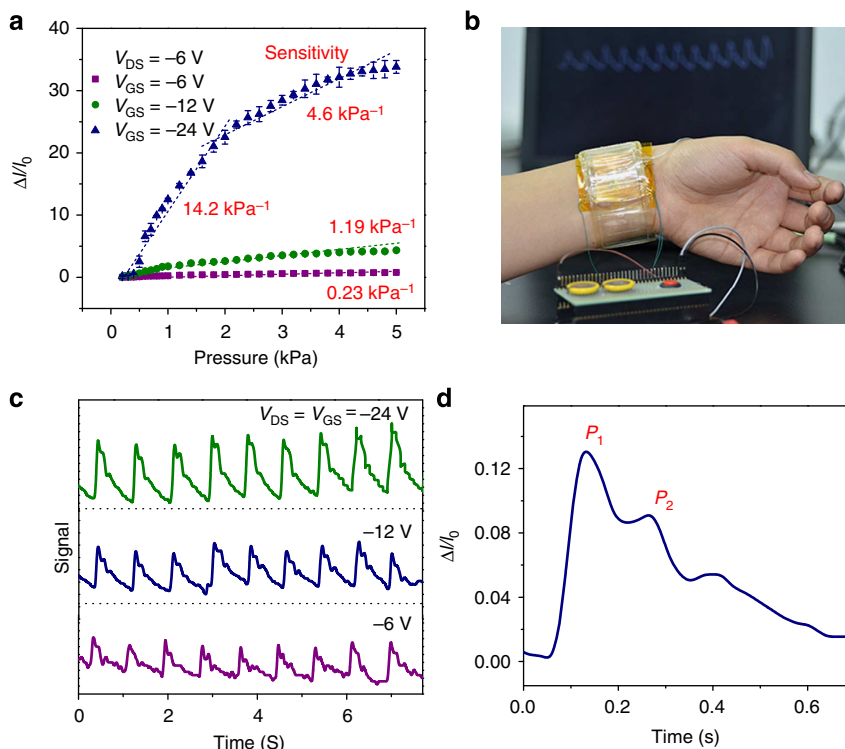 a
40
30
20
10
0
ΔI/I₀
0
1
2
3
4
5
Pressure (kPa)
V_DS = −6 V
V_GS = −6 V
V_GS = −12 V
V_GS = −24 V
Sensitivity
4.6 kPa⁻¹
14.2 kPa⁻¹
1.19 kPa⁻¹
0.23 kPa⁻¹
b
c
V_DS = V_GS = −24 V
−12 V
−6 V
Signal
0
2
4
6
Time (S)
d
P₁
P₂
0.12
0.08
0.04
0.00
ΔI/I₀
0.0
0.2
0.4
0.6
Time (s)